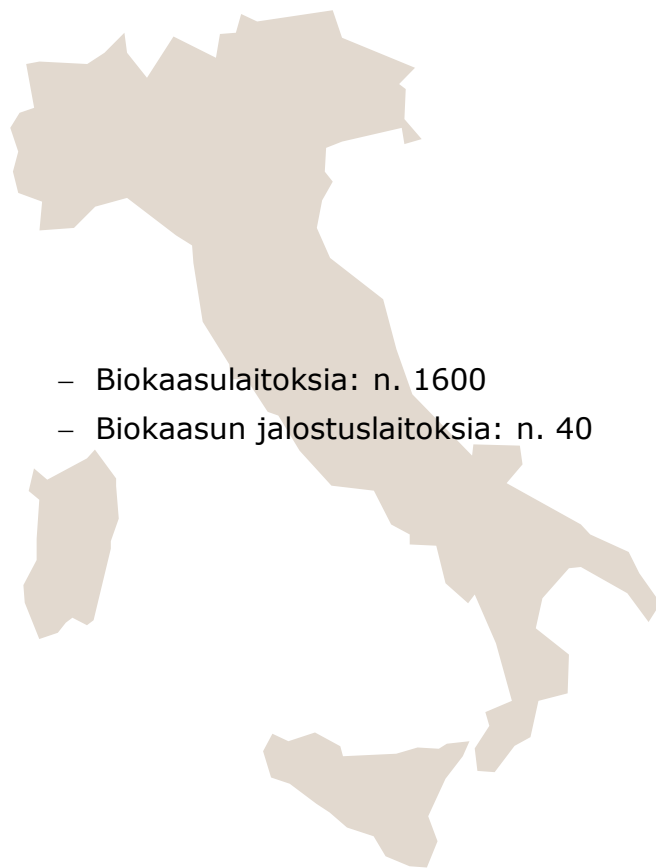 – Biokaasulaitoksia: n. 1600
– Biokaasun jalostuslaitoksia: n. 40